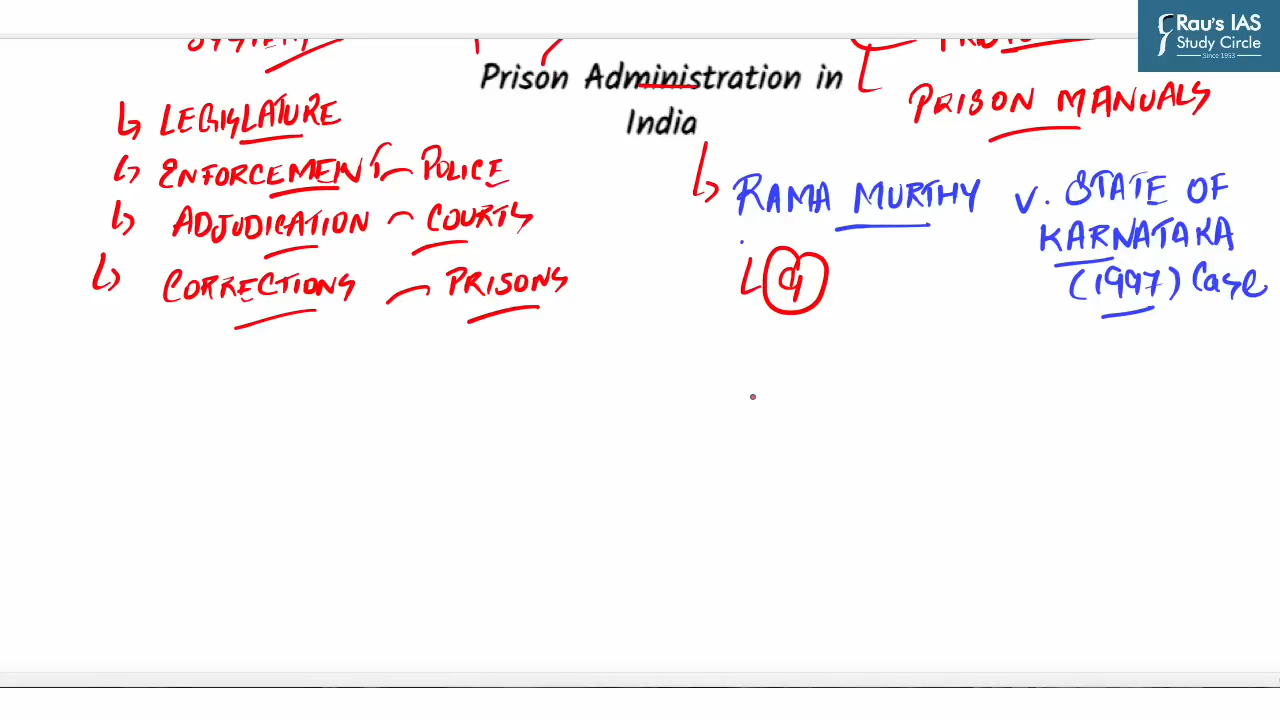 Rau's IAS
Study Circle
Since 1953
SYSTEM
Prison Administration in
India
PRISON MANUALS
LEGISLATURE
ENFORCEMENT POLICE
ADJUDICATION COURTS
CORRECTIONS PRISONS
RAMA MURTHY v. STATE OF
KARNATAKA
(1997) Case